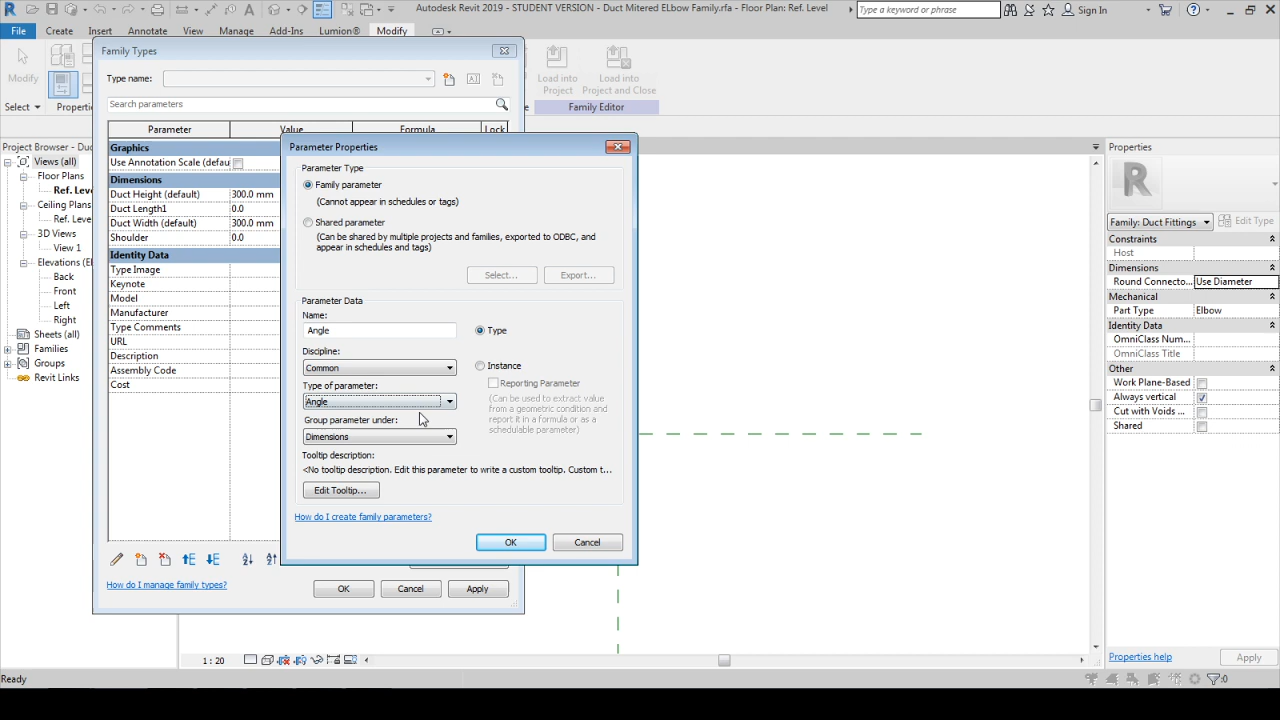 Autodesk Revit 2019 - STUDENT VERSION - Duct Mitered ELbow Family.rfa - Floor Plan: Ref. Level
Type a keyword or phrase
Sign In
File Create Insert Annotate View Manage Add-Ins Lumion® Modify
Modify
Load into Project
Load into Project and Close
Select
Properti
Family Editor
Family Types
Type name:
Search parameters
Parameter Value Formula Lock
Graphics
Use Annotation Scale (defau
Dimensions
Duct Height (default) 300.0 mm
Duct Length1 0.0
Duct Width (default) 300.0 mm
Shoulder 0.0
Identity Data
Type Image
Keynote
Model
Manufacturer
Type Comments
URL
Description
Assembly Code
Cost
How do I manage family types?
OK Cancel Apply
Parameter Properties
Parameter Type
Family parameter
(Cannot appear in schedules or tags)
Shared parameter
(Can be shared by multiple projects and families, exported to ODBC, and
appear in schedules and tags)
Select... Export...
Parameter Data
Name:
Angle
Type
Discipline:
Common
Instance
Type of parameter:
Reporting Parameter
Angle
(Can be used to extract value
from a geometric condition and
report it in a formula or as a
schedulable parameter)
Group parameter under:
Dimensions
Tooltip description:
<No tooltip description. Edit this parameter to write a custom tooltip. Custom t...
Edit Tooltip...
How do I create family parameters?
OK Cancel
Project Browser - Duc
Views (all)
Floor Plans
Ref. Leve
Ceiling Plans
Ref. Leve
3D Views
View 1
Elevations (El
Back
Front
Left
Right
Sheets (all)
Families
Groups
Revit Links
Properties
R
Family: Duct Fittings Edit Type
Constraints
Host
Dimensions
Round Connecto... Use Diameter
Mechanical
Part Type Elbow
Identity Data
OmniClass Num...
OmniClass Title
Other
Work Plane-Based
Always vertical
Cut with Voids ...
Shared
Properties help Apply
1 : 20
Ready
:0